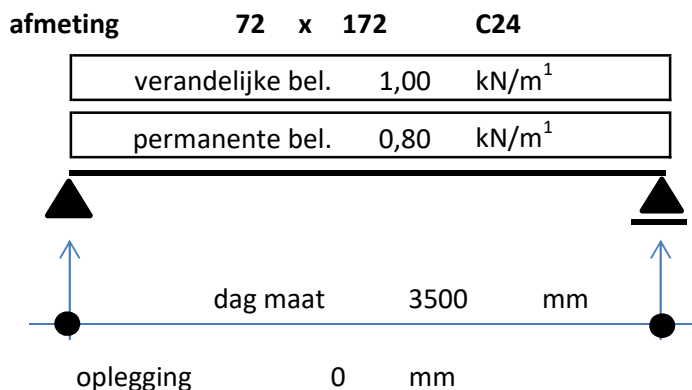 afmeting 72 x 172 C24
verandelijke bel. 1,00 kN/m¹
permanente bel. 0,80 kN/m¹
dag maat 3500 mm
oplegging 0 mm